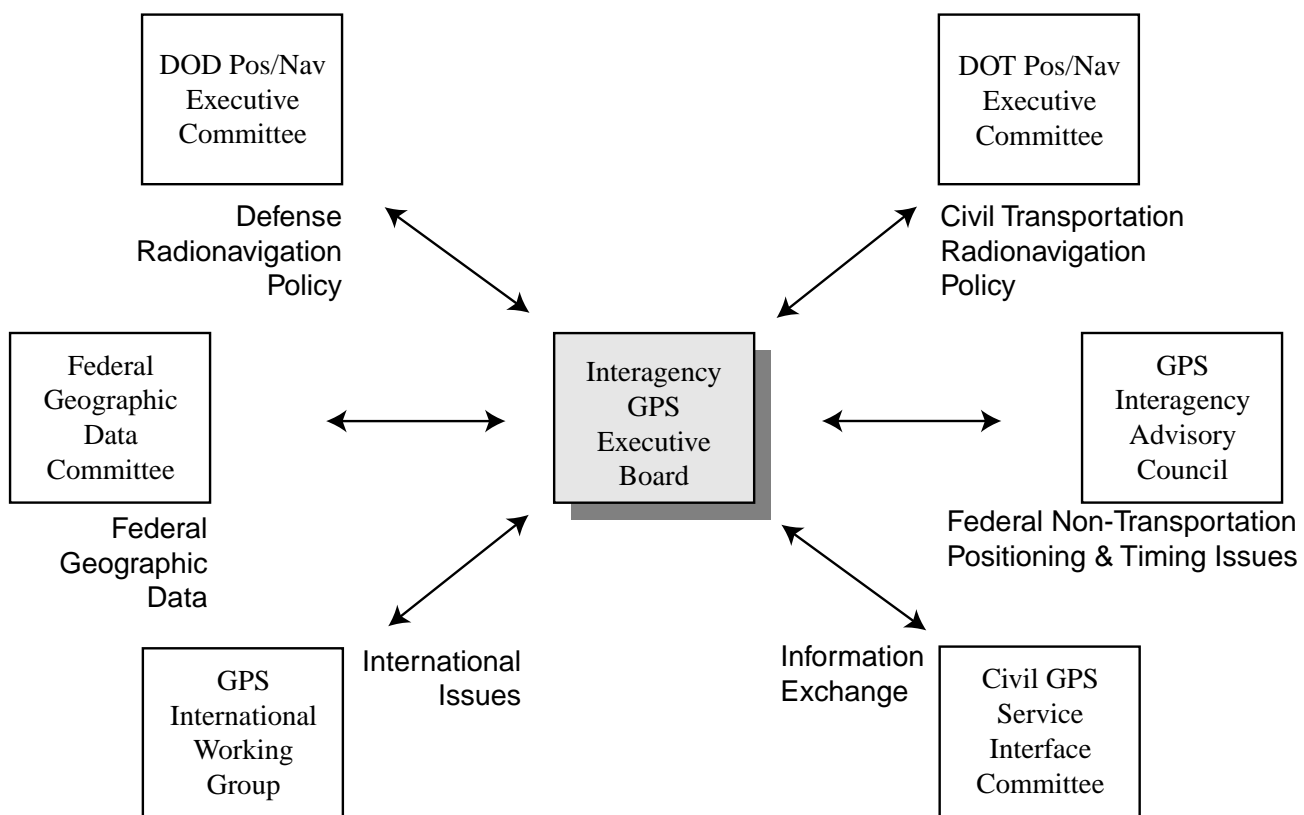 DOD Pos/Nav
Executive
Committee
DOT Pos/Nav
Executive
Committee
Defense
Radionavigation
Policy
Civil Transportation
Radionavigation
Policy
Federal
Geographic
Data
Committee
Interagency
GPS
Executive
Board
GPS
Interagency
Advisory
Council
Federal
Geographic
Data
Federal Non-Transportation
Positioning & Timing Issues
GPS
International
Working
Group
International
Issues
Information
Exchange
Civil GPS
Service
Interface
Committee